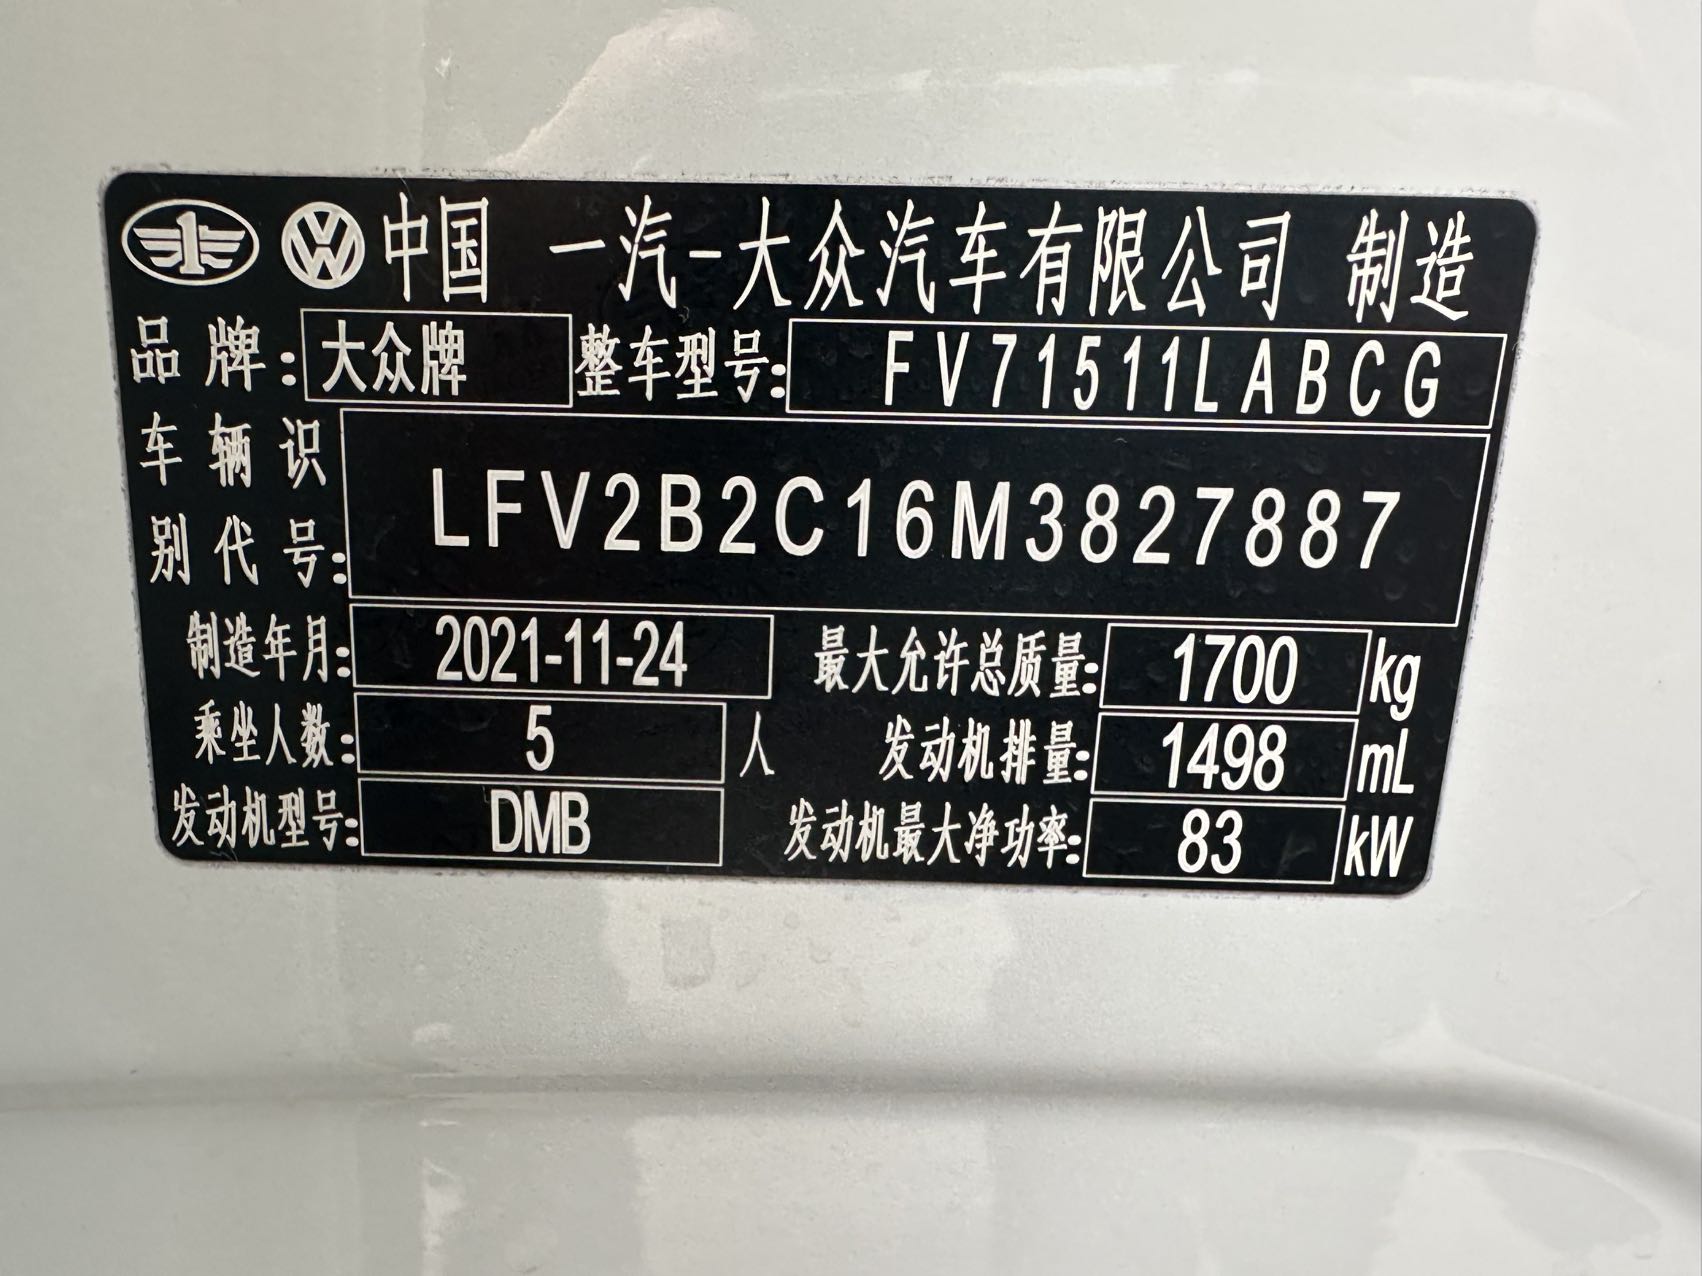 中国 一汽-大众汽车有限公司 制造
品牌: 大众牌 整车型号: FV71511LABCG
车辆识别代号: LFV2B2C16M3827887
制造年月: 2021-11-24 最大允许总质量: 1700 kg
乘坐人数: 5 人 发动机排量: 1498 mL
发动机型号: DMB 发动机最大净功率: 83 kW